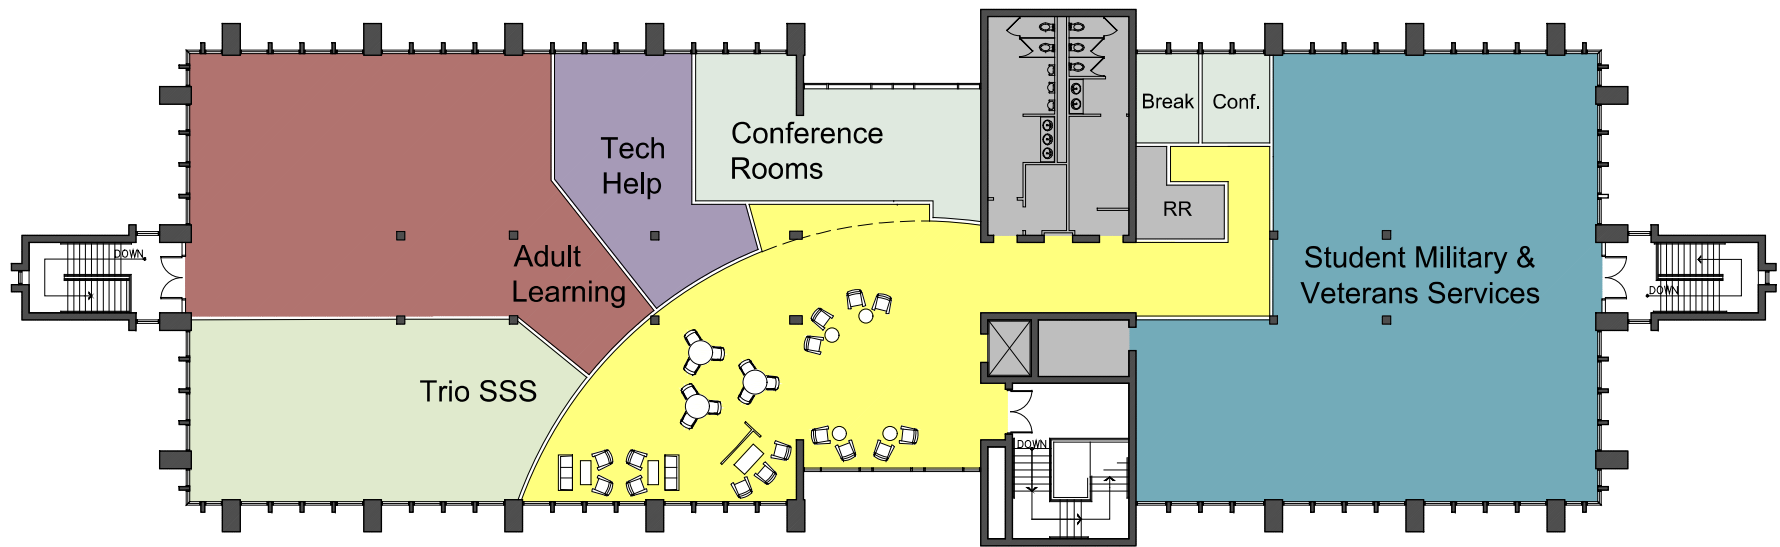 Break
Conf.
Conference
Rooms
Tech
Help
RR
DOWN
Adult
Learning
Student Military &
Veterans Services
DOWN
Trio SSS
DOWN